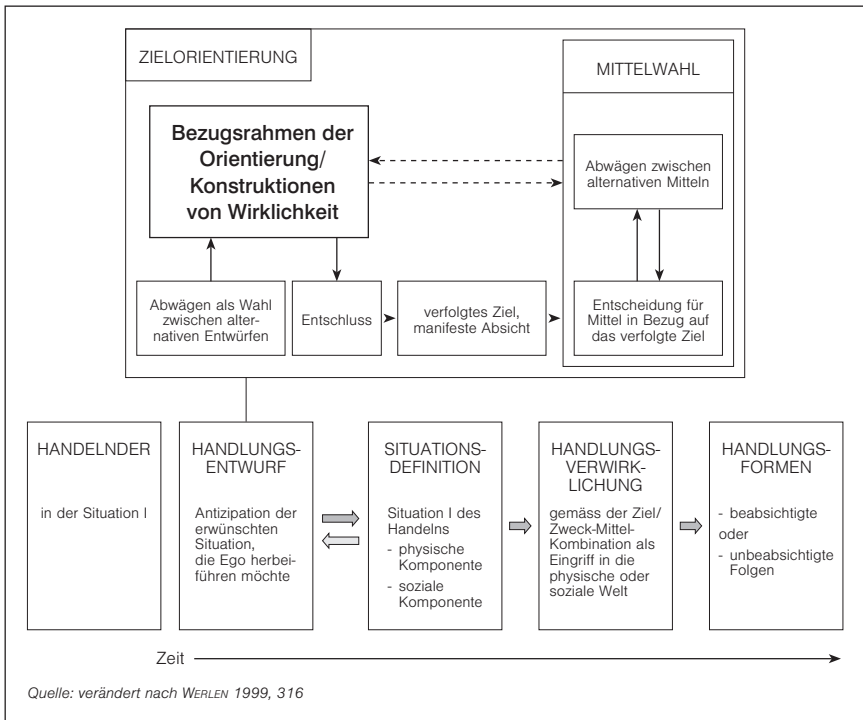 ZIELORIENTIERUNG
MITTELWAHL
Bezugsrahmen der
Orientierung/
Konstruktionen
von Wirklichkeit
Abwägen zwischen
alternativen Mitteln
Abwägen als Wahl
zwischen alter-
nativen Entwürfen
Entschluss
verfolgtes Ziel,
manifeste Absicht
Entscheidung für
Mittel in Bezug auf
das verfolgte Ziel
HANDELNDER
in der Situation I
HANDLUNGS-
ENTWURF
Antizipation der
erwünschten
Situation,
die Ego herbei-
führen möchte
SITUATIONS-
DEFINITION
Situation I des
Handelns
- physische
Komponente
- soziale
Komponente
HANDLUNGS-
VERWIRK-
LICHUNG
gemäss der Ziel/
Zweck-Mittel-
Kombination als
Eingriff in die
physische oder
soziale Welt
HANDLUNGS-
FORMEN
- beabsichtigte
oder
- unbeabsichtigte
Folgen
Zeit
Quelle: verändert nach WERLEN 1999, 316